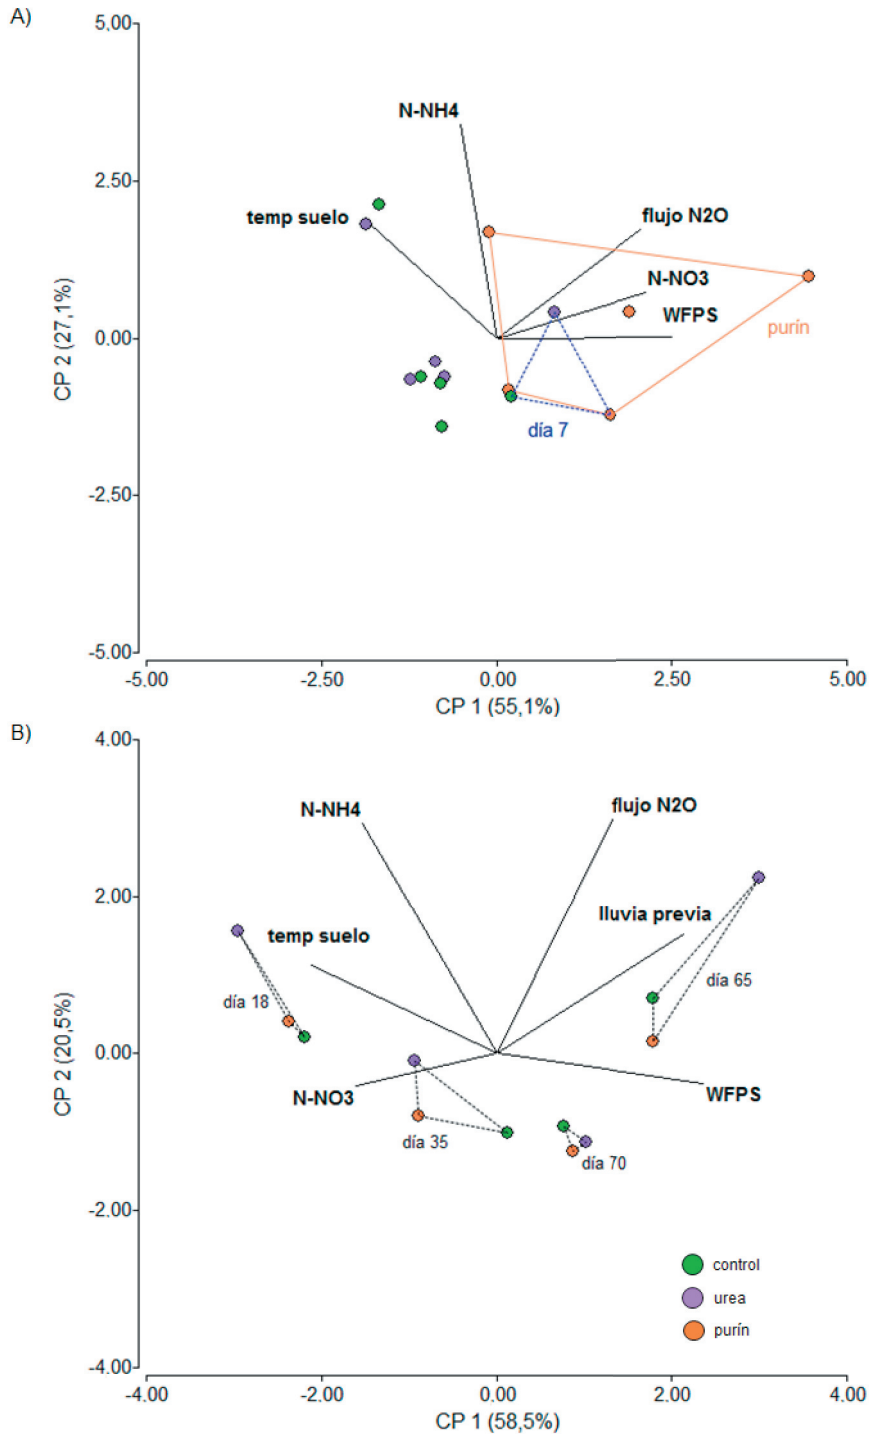 A)
5.00
N-NH4
2.50
temp suelo
flujo N2O
N-NO3
WFPS
purín
0.00
CP 2 (27,1%)
día 7
-2.50
-5.00
-5.00
-2.50
0.00
2.50
5.00
CP 1 (55,1%)
B)
4.00
N-NH4
flujo N2O
2.00
lluvia previa
temp suelo
día 65
día 18
0.00
CP 2 (20,5%)
N-NO3
WFPS
día 35
día 70
-2.00
control
urea
purín
-4.00
-4.00
-2.00
0.00
2.00
4.00
CP 1 (58,5%)